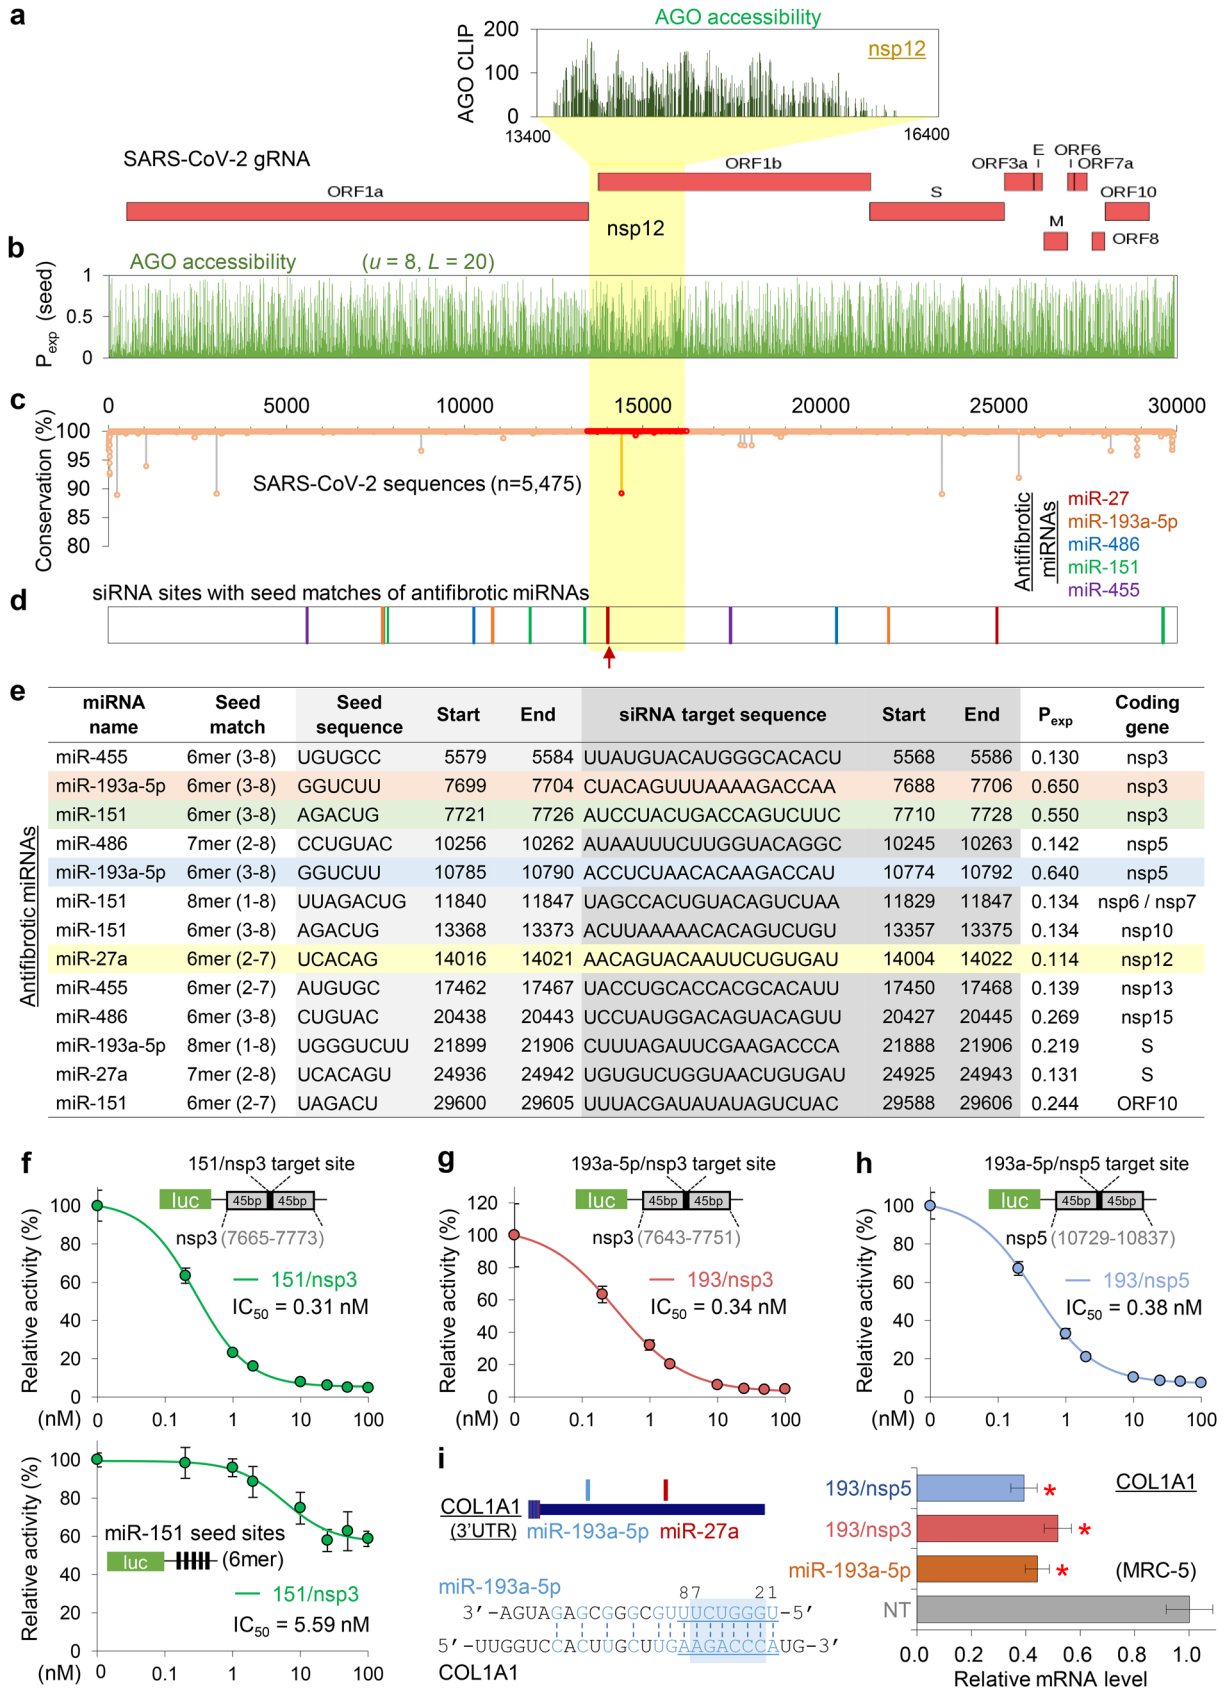 a
AGO accessibility
AGO CLIP
200
100
0
nsp12
13400
16400
SARS-CoV-2 gRNA
ORF1a
ORF1b
S
ORF3a
E
ORF6
ORF7a
ORF10
M
ORF8
nsp12
b
AGO accessibility (u = 8, L = 20)
Pexp (seed)
1
0.5
0
c
0 5000 10000 15000 20000 25000 30000
Conservation (%)
100
95
90
85
80
SARS-CoV-2 sequences (n=5,475)
Antifibrotic miRNAs
miR-27
miR-193a-5p
miR-486
miR-151
miR-455
d
siRNA sites with seed matches of antifibrotic miRNAs
e
miRNA name Seed match Seed sequence Start End siRNA target sequence Start End Pexp Coding gene
Antifibrotic miRNAs
miR-455 6mer (3-8) UGUGCC 5579 5584 UUAUGUACAUGGGCACACU 5568 5586 0.130 nsp3
miR-193a-5p 6mer (3-8) GGUCUU 7699 7704 CUACAGUUUAAAAGACCAA 7688 7706 0.650 nsp3
miR-151 6mer (3-8) AGACUG 7721 7726 AUCCUACUGACCAGUCUUC 7710 7728 0.550 nsp3
miR-486 7mer (2-8) CCUGUAC 10256 10262 AUAAUUUCUUGGUACAGGC 10245 10263 0.142 nsp5
miR-193a-5p 6mer (3-8) GGUCUU 10785 10790 ACCUCUAACACAAGACCAU 10774 10792 0.640 nsp5
miR-151 8mer (1-8) UUAGACUG 11840 11847 UAGCCACUGUACAGUCUAA 11829 11847 0.134 nsp6 / nsp7
miR-151 6mer (3-8) AGACUG 13368 13373 ACUUAAAAACACAGUCUGU 13357 13375 0.134 nsp10
miR-27a 6mer (2-7) UCACAG 14016 14021 AACAGUACAAUUCUGUGAU 14004 14022 0.114 nsp12
miR-455 6mer (2-7) AUGUGC 17462 17467 UACCUGCACCACGCACAUU 17450 17468 0.139 nsp13
miR-486 6mer (3-8) CUGUAC 20438 20443 UCCUAUGGACAGUACAGUU 20427 20445 0.269 nsp15
miR-193a-5p 8mer (1-8) UGGGUCUU 21899 21906 CUUUAGAUUCGAAGACCCA 21888 21906 0.219 S
miR-27a 7mer (2-8) UCACAGU 24936 24942 UGUGUCUGGUAACUGUGAU 24925 24943 0.131 S
miR-151 6mer (2-7) UAGACU 29600 29605 UUUACGAUAUAUAGUCUAC 29588 29606 0.244 ORF10
f
151/nsp3 target site
luc 45bp 45bp
nsp3 (7665-7773)
Relative activity (%)
100
80
60
40
20
0
151/nsp3
IC50 = 0.31 nM
(nM) 0 0.1 1 10 100
Relative activity (%)
100
80
60
40
20
0
miR-151 seed sites
luc (6mer)
151/nsp3
IC50 = 5.59 nM
(nM) 0 0.1 1 10 100
g
193a-5p/nsp3 target site
luc 45bp 45bp
nsp3 (7643-7751)
Relative activity (%)
120
100
80
60
40
20
0
193/nsp3
IC50 = 0.34 nM
(nM) 0 0.1 1 10 100
h
193a-5p/nsp5 target site
luc 45bp 45bp
nsp5 (10729-10837)
Relative activity (%)
100
80
60
40
20
0
193/nsp5
IC50 = 0.38 nM
(nM) 0 0.1 1 10 100
i
COL1A1
(3'UTR)
miR-193a-5p miR-27a
miR-193a-5p
87 21
3'-AGUAGAGCGGGCGUUUCUGGGU-5'
5'-UUGGUCCACUUGCUUGAAGACCCAUG-3'
COL1A1
193/nsp5 *
193/nsp3 *
miR-193a-5p *
NT
COL1A1
(MRC-5)
0.0 0.2 0.4 0.6 0.8 1.0
Relative mRNA level